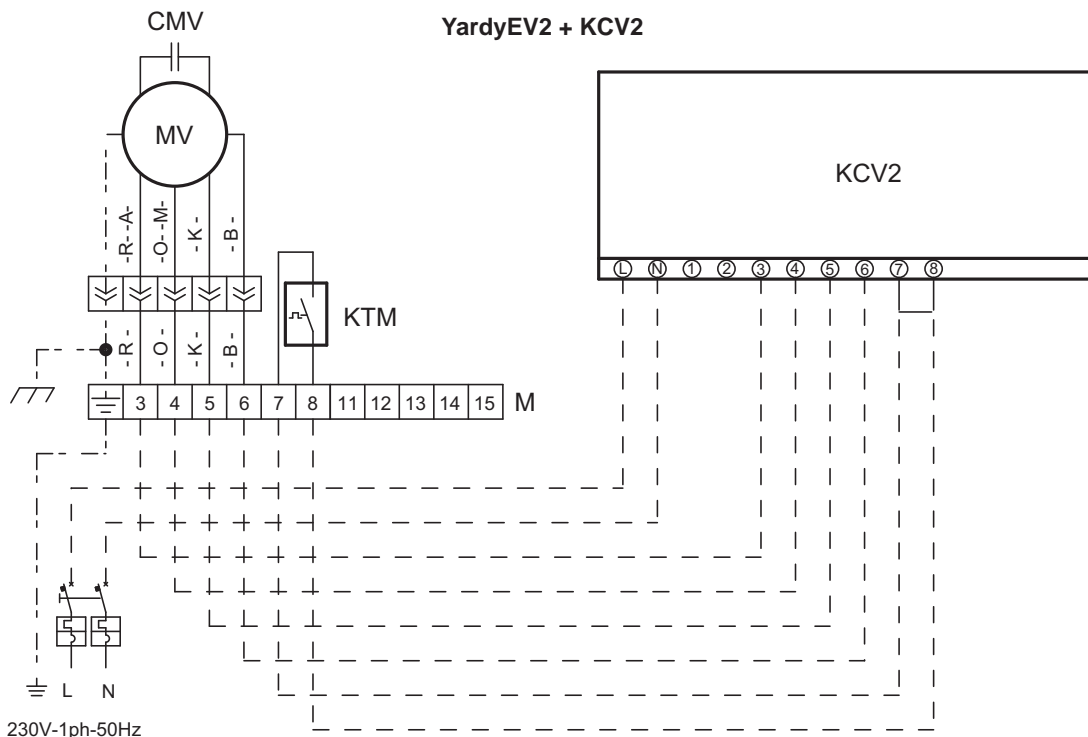 YardyEV2 + KCV2
CMV
MV
KCV2
-R--A-
-O--M-
- K -
- B -
L N 1 2 3 4 5 6 7 8
KTM
- R -
- O -
- K -
- B -
3 4 5 6 7 8 11 12 13 14 15 M
L N
230V-1ph-50Hz